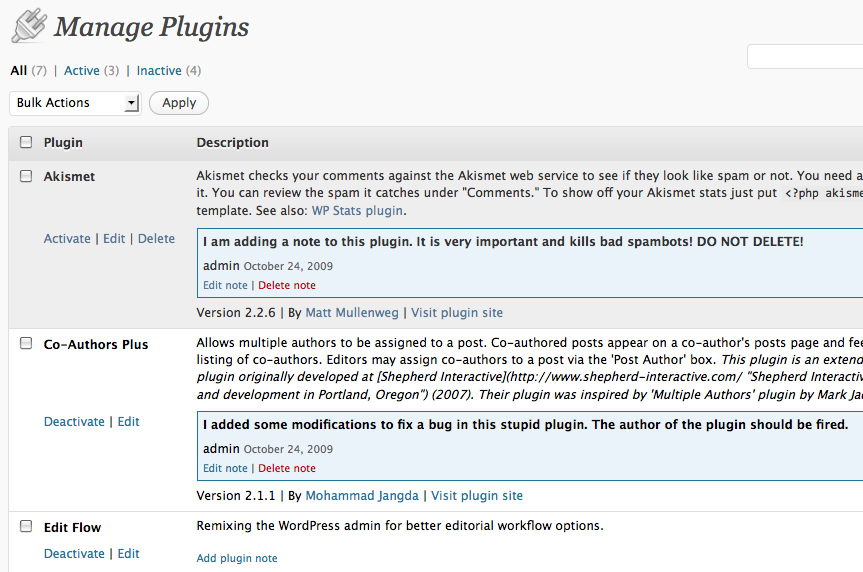 Manage Plugins
All (7) | Active (3) | Inactive (4)
Bulk Actions Apply
Plugin Description
Akismet Akismet checks your comments against the Akismet web service to see if they look like spam or not. You need a
it. You can review the spam it catches under "Comments." To show off your Akismet stats just put <?php akisme
template. See also: WP Stats plugin.
Activate | Edit | Delete
I am adding a note to this plugin. It is very important and kills bad spambots! DO NOT DELETE!
admin October 24, 2009
Edit note | Delete note
Version 2.2.6 | By Matt Mullenweg | Visit plugin site
Co-Authors Plus Allows multiple authors to be assigned to a post. Co-authored posts appear on a co-author's posts page and fee
listing of co-authors. Editors may assign co-authors to a post via the 'Post Author' box. This plugin is an extend
plugin originally developed at [Shepherd Interactive](http://www.shepherd-interactive.com/ "Shepherd Interactiv
and development in Portland, Oregon") (2007). Their plugin was inspired by 'Multiple Authors' plugin by Mark Ja
Deactivate | Edit
I added some modifications to fix a bug in this stupid plugin. The author of the plugin should be fired.
admin October 24, 2009
Edit note | Delete note
Version 2.1.1 | By Mohammad Jangda | Visit plugin site
Edit Flow Remixing the WordPress admin for better editorial workflow options.
Deactivate | Edit Add plugin note